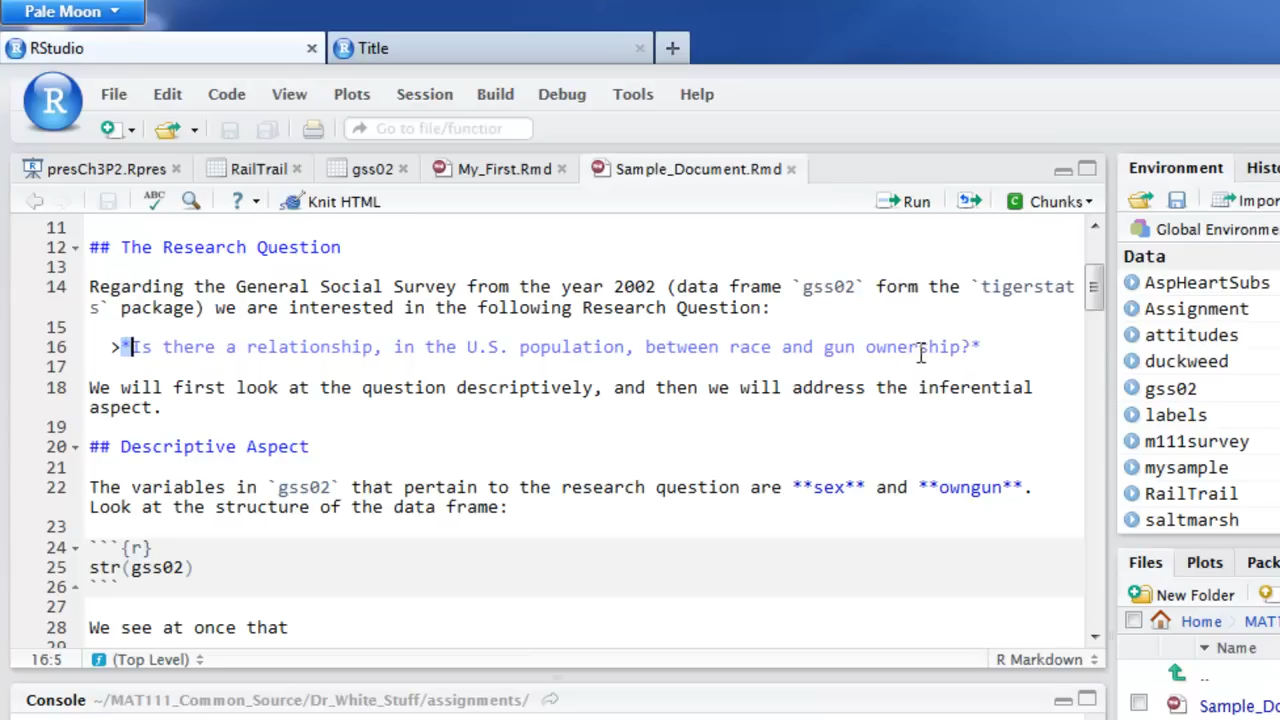 Pale Moon
RStudio
Title
R
File Edit Code View Plots Session Build Debug Tools Help
Go to file/function
presCh3P2.Rpres RailTrail gss02 My_First.Rmd Sample_Document.Rmd
ABC ? Knit HTML Run Chunks
11
12 ## The Research Question
13
14 Regarding the General Social Survey from the year 2002 (data frame `gss02` form the `tigerstat
s` package) we are interested in the following Research Question:
15
16 >*Is there a relationship, in the U.S. population, between race and gun ownership?*
17
18 We will first look at the question descriptively, and then we will address the inferential
aspect.
19
20 ## Descriptive Aspect
21
22 The variables in `gss02` that pertain to the research question are **sex** and **owngun**.
Look at the structure of the data frame:
23
24 ```{r}
25 str(gss02)
26 ```
27
28 We see at once that
29
16:5 (Top Level) R Markdown
Console ~/MAT111_Common_Source/Dr_White_Stuff/assignments/
Environment Histo
Impor
Global Environme
Data
AspHeartSubs
Assignment
attitudes
duckweed
gss02
labels
m111survey
mysample
RailTrail
saltmarsh
Files Plots Pack
New Folder
Home MAT1
Name
..
Sample_Do